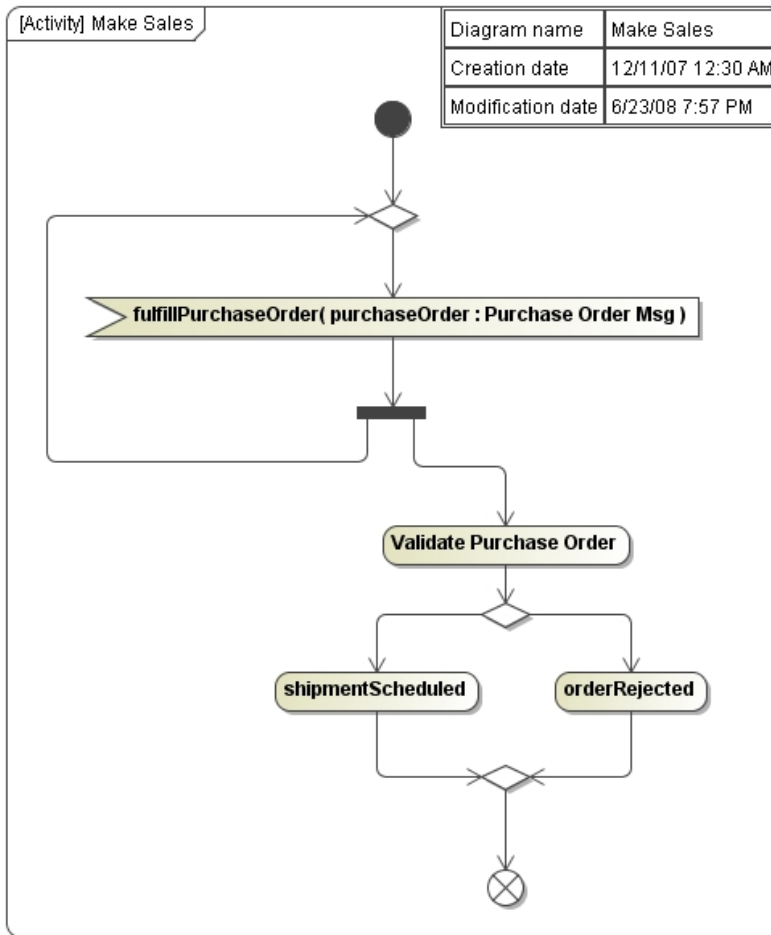 [Activity] Make Sales
Diagram name Make Sales
Creation date 12/11/07 12:30 AM
Modification date 6/23/08 7:57 PM
fulfillPurchaseOrder( purchaseOrder : Purchase Order Msg )
Validate Purchase Order
shipmentScheduled
orderRejected